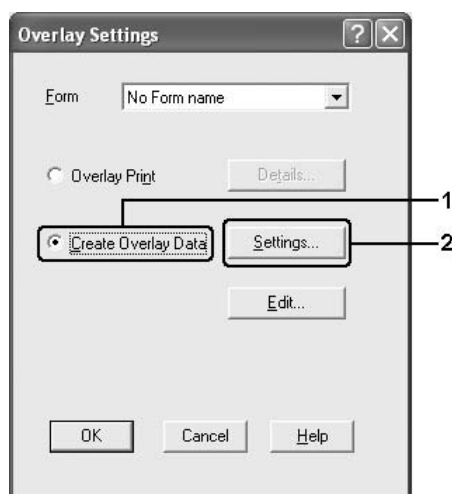 Overlay Settings
Form No Form name
Overlay Print Details...
1
Create Overlay Data Settings... 2
Edit...
OK Cancel Help